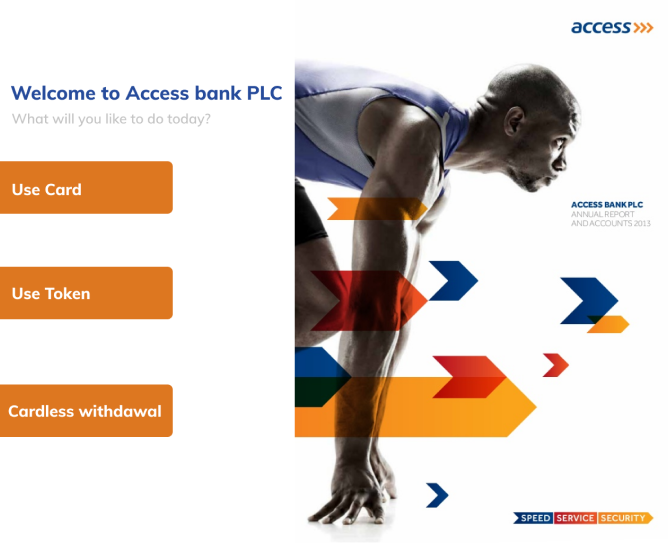 access
Welcome to Access bank PLC
What will you like to do today?
Use Card
ACCESS BANK PLC
ANNUAL REPORT
AND ACCOUNTS 2013
Use Token
Cardless withdawal
SPEED SERVICE SECURITY